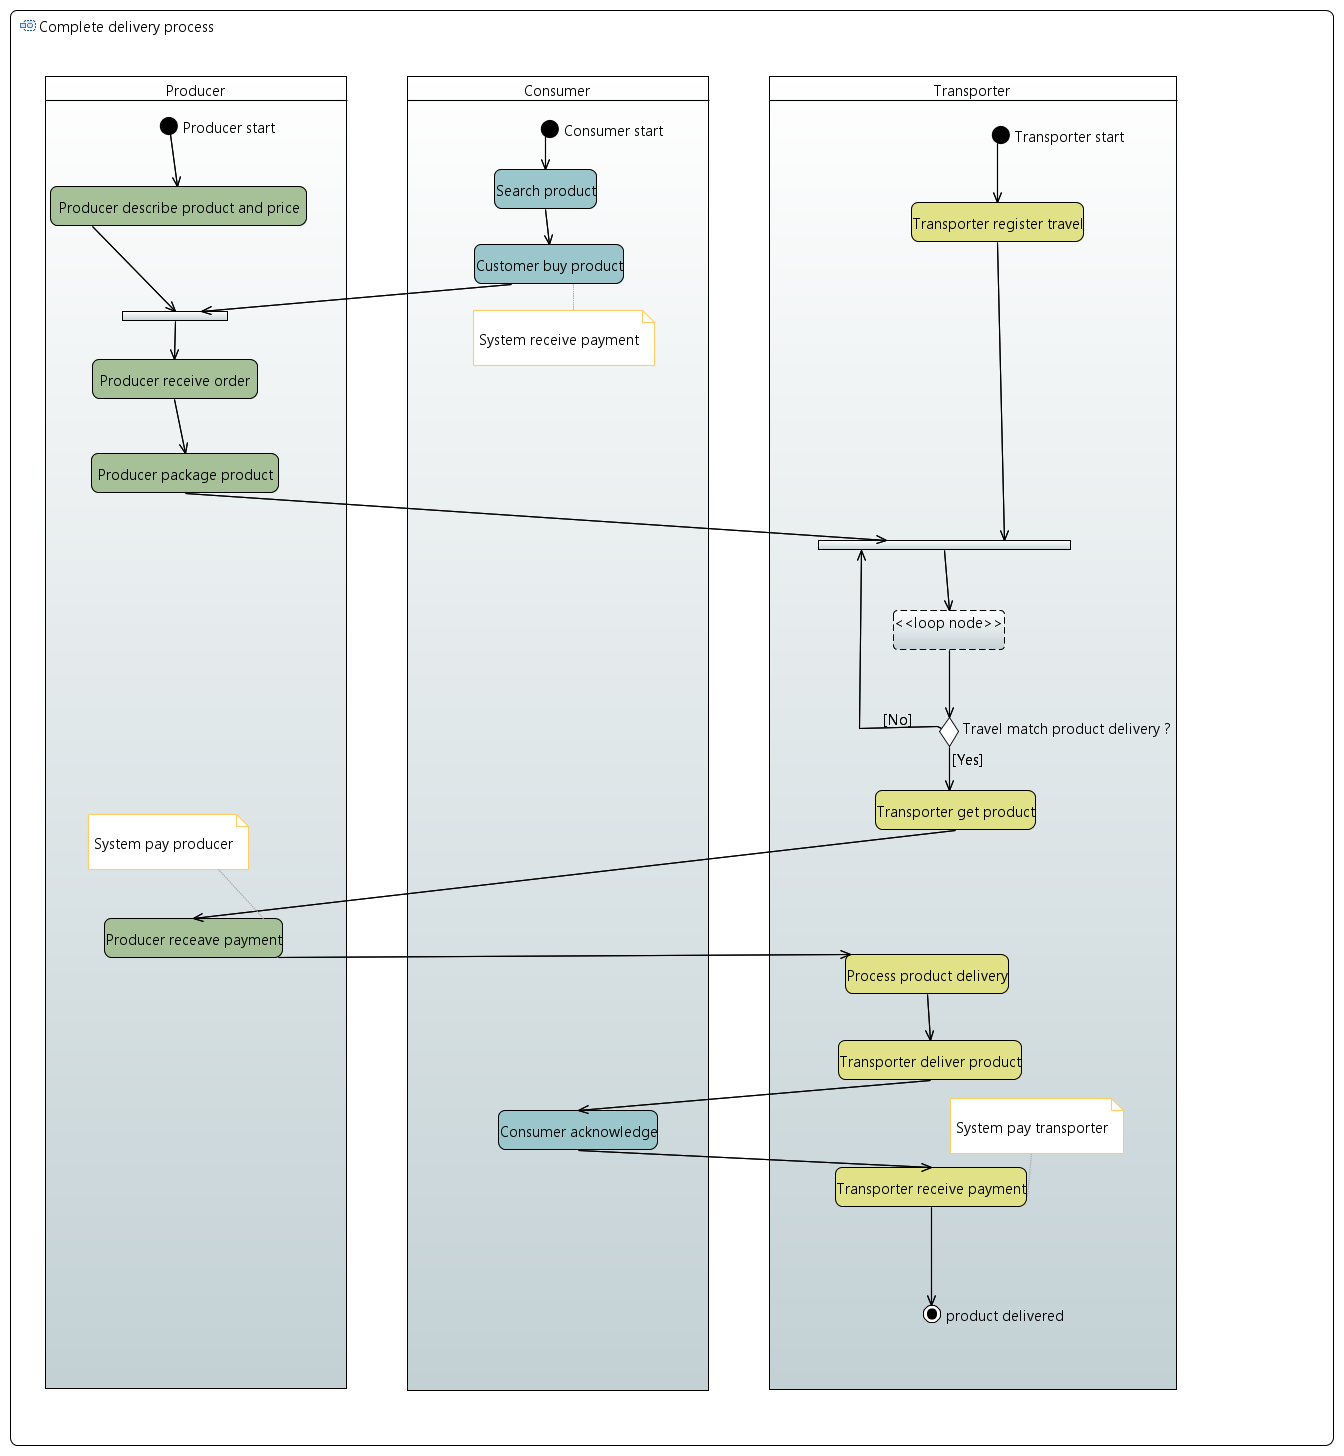 Complete delivery process
Producer
Consumer
Transporter
Producer start
Consumer start
Transporter start
Search product
Producer describe product and price
Transporter register travel
Customer buy product
System receive payment
Producer receive order
Producer package product
<<loop node>>
[No]
Travel match product delivery ?
[Yes]
Transporter get product
System pay producer
Producer receave payment
Process product delivery
Transporter deliver product
System pay transporter
Consumer acknowledge
Transporter receive payment
product delivered